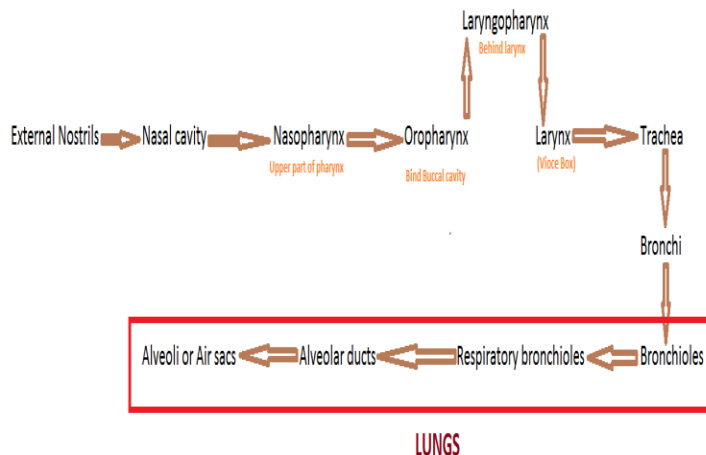 Laryngopharynx
Behind larynx
External Nostrils
Nasal cavity
Nasopharynx
Oropharynx
Larynx
Trachea
Upper part of pharynx
Bind Buccal cavity
(Vioce Box)
Bronchi
Alveoli or Air sacs
Alveolar ducts
Respiratory bronchioles
Bronchioles
LUNGS